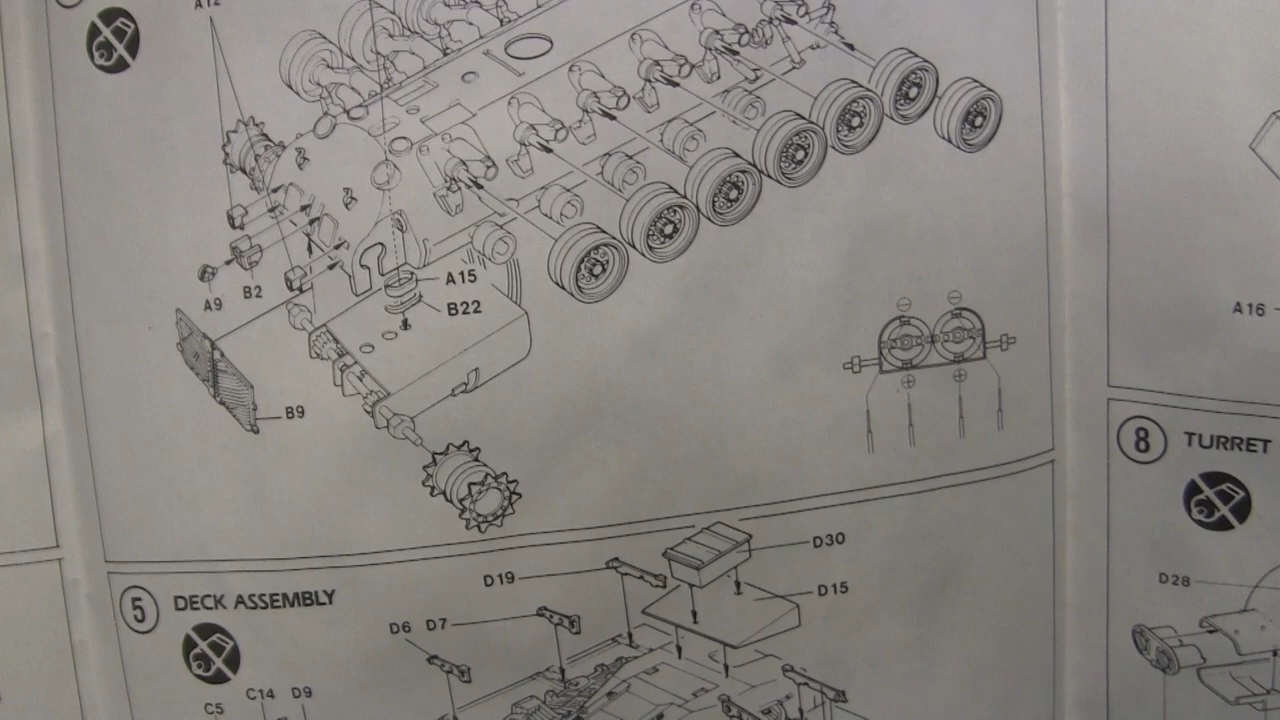 A12
A15
B22
B2
A9
B9
A16
8 TURRET
D28
5 DECK ASSEMBLY
D30
D19
D15
D6 D7
C14 D9
C5